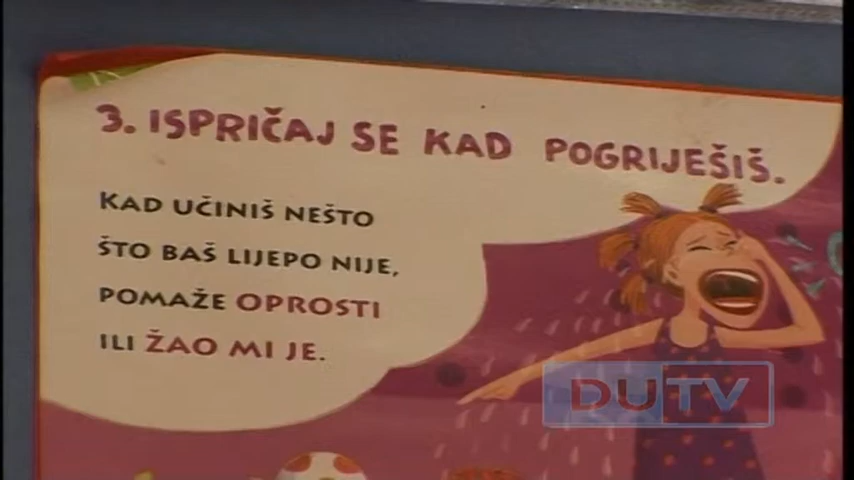 3. ISPRIČAJ SE KAD POGRIJEŠIŠ.
KAD UČINIŠ NEŠTO
ŠTO BAŠ LIJEPO NIJE,
POMAŽE OPROSTI
ILI ŽAO MI JE.
DUTV